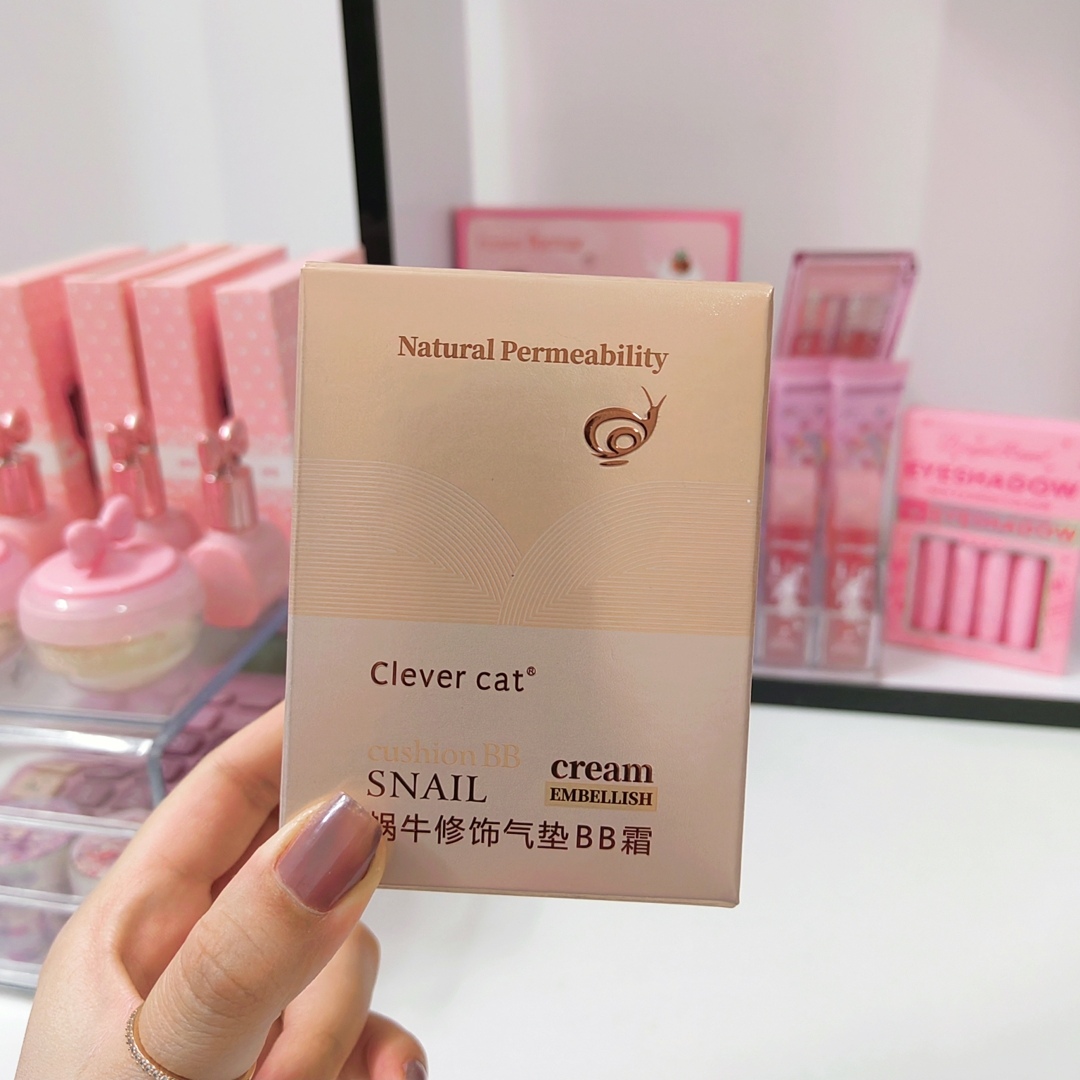 Natural Permeability
Clever cat®
cushion BB
SNAIL
cream
EMBELLISH
蜗牛修饰气垫BB霜
EYESHADOW
EYESHADOW